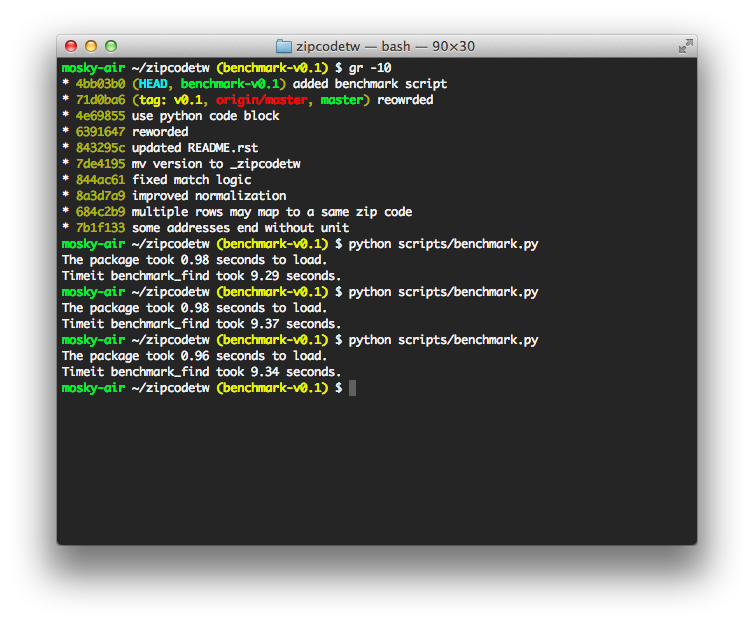 zipcodetw — bash — 90×30
mosky-air ~/zipcodetw (benchmark-v0.1) $ gr -10
* 4bb03b0 (HEAD, benchmark-v0.1) added benchmark script
* 71d0ba6 (tag: v0.1, origin/master, master) reowrded
* 4e69855 use python code block
* 6391647 reworded
* 843295c updated README.rst
* 7de4195 mv version to _zipcodetw
* 844ac61 fixed match logic
* 8a3d7a9 improved normalization
* 684c2b9 multiple rows may map to a same zip code
* 7b1f133 some addresses end without unit
mosky-air ~/zipcodetw (benchmark-v0.1) $ python scripts/benchmark.py
The package took 0.98 seconds to load.
Timeit benchmark_find took 9.29 seconds.
mosky-air ~/zipcodetw (benchmark-v0.1) $ python scripts/benchmark.py
The package took 0.98 seconds to load.
Timeit benchmark_find took 9.37 seconds.
mosky-air ~/zipcodetw (benchmark-v0.1) $ python scripts/benchmark.py
The package took 0.96 seconds to load.
Timeit benchmark_find took 9.34 seconds.
mosky-air ~/zipcodetw (benchmark-v0.1) $